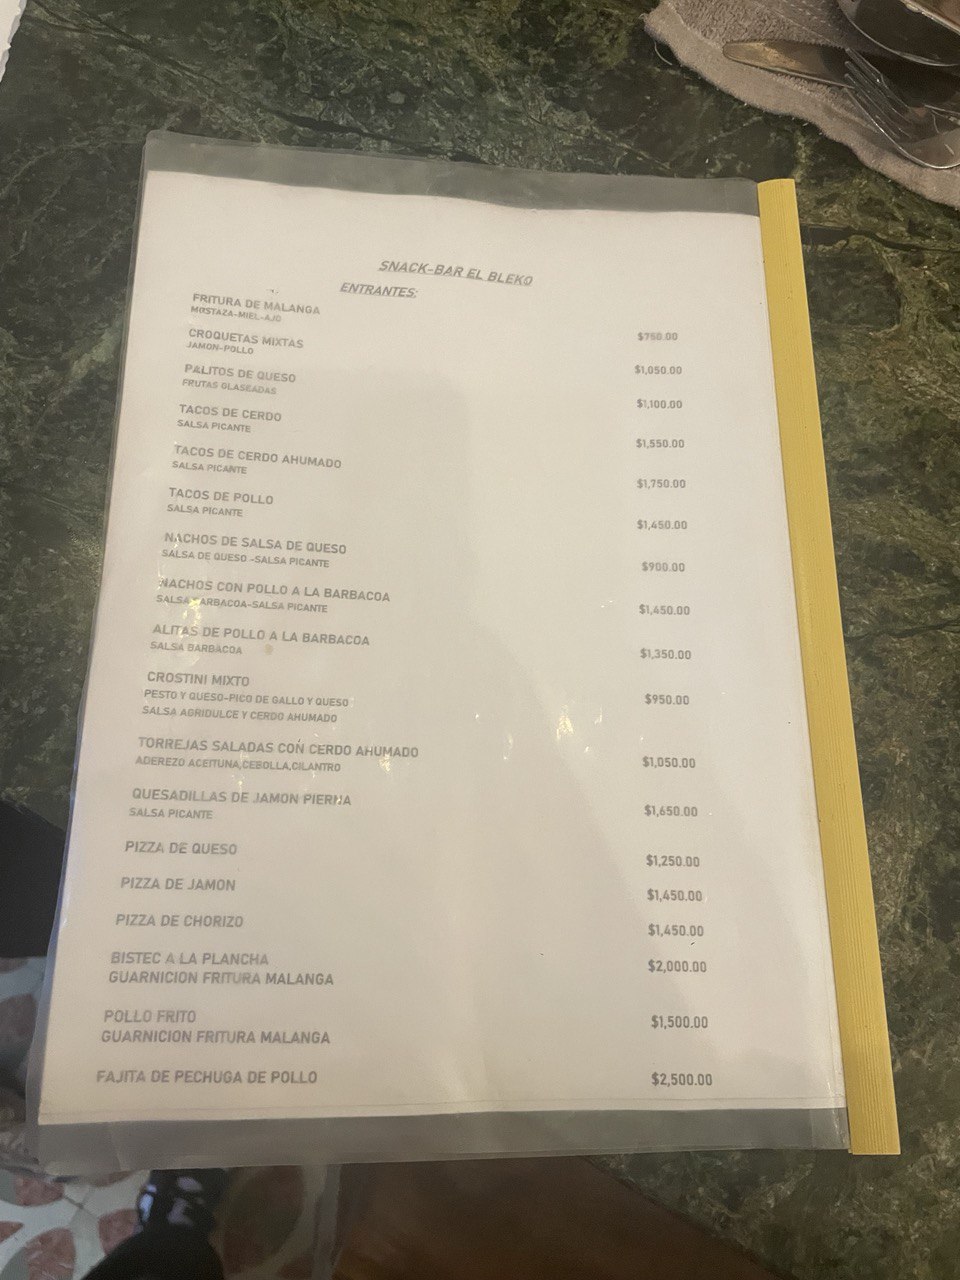 SNACK-BAR EL BLEKO
ENTRANTES:
FRITURA DE MALANGA
MOSTAZA-MIEL-AJO
$760.00
CROQUETAS MIXTAS
JAMON-POLLO
$1,050.00
PALITOS DE QUESO
FRUTAS GLASEADAS
$1,100.00
TACOS DE CERDO
SALSA PICANTE
$1,550.00
TACOS DE CERDO AHUMADO
SALSA PICANTE
$1,750.00
TACOS DE POLLO
SALSA PICANTE
$1,450.00
NACHOS DE SALSA DE QUESO
SALSA DE QUESO -SALSA PICANTE
$900.00
NACHOS CON POLLO A LA BARBACOA
SALSA BARBACOA-SALSA PICANTE
$1,450.00
ALITAS DE POLLO A LA BARBACOA
SALSA BARBACOA
$1,350.00
CROSTINI MIXTO
PESTO Y QUESO-PICO DE GALLO Y QUESO
SALSA AGRIDULCE Y CERDO AHUMADO
$950.00
TORREJAS SALADAS CON CERDO AHUMADO
ADEREZO ACEITUNA,CEBOLLA,CILANTRO
$1,050.00
QUESADILLAS DE JAMON PIERNA
SALSA PICANTE
$1,650.00
PIZZA DE QUESO
$1,250.00
PIZZA DE JAMON
$1,450.00
PIZZA DE CHORIZO
$1,450.00
BISTEC A LA PLANCHA
GUARNICION FRITURA MALANGA
$2,000.00
POLLO FRITO
GUARNICION FRITURA MALANGA
$1,500.00
FAJITA DE PECHUGA DE POLLO
$2,500.00